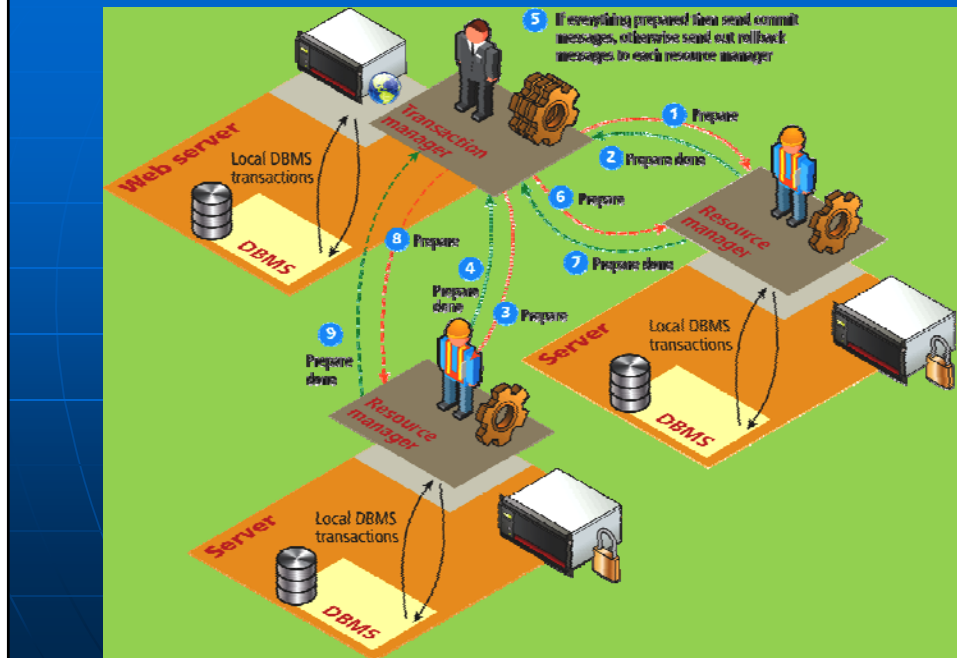 5 If everything prepared then send commit
messages, otherwise send out rollback
messages to each resource manager
Web server
Transaction
manager
Local DBMS
transactions
DBMS
1 Prepare
2 Prepare done
6 Prepare
7 Prepare done
8 Prepare
4
Prepare
done
3 Prepare
9
Prepare
done
Resource
manager
Local DBMS
transactions
Server
DBMS
Resource
manager
Local DBMS
transactions
Server
DBMS